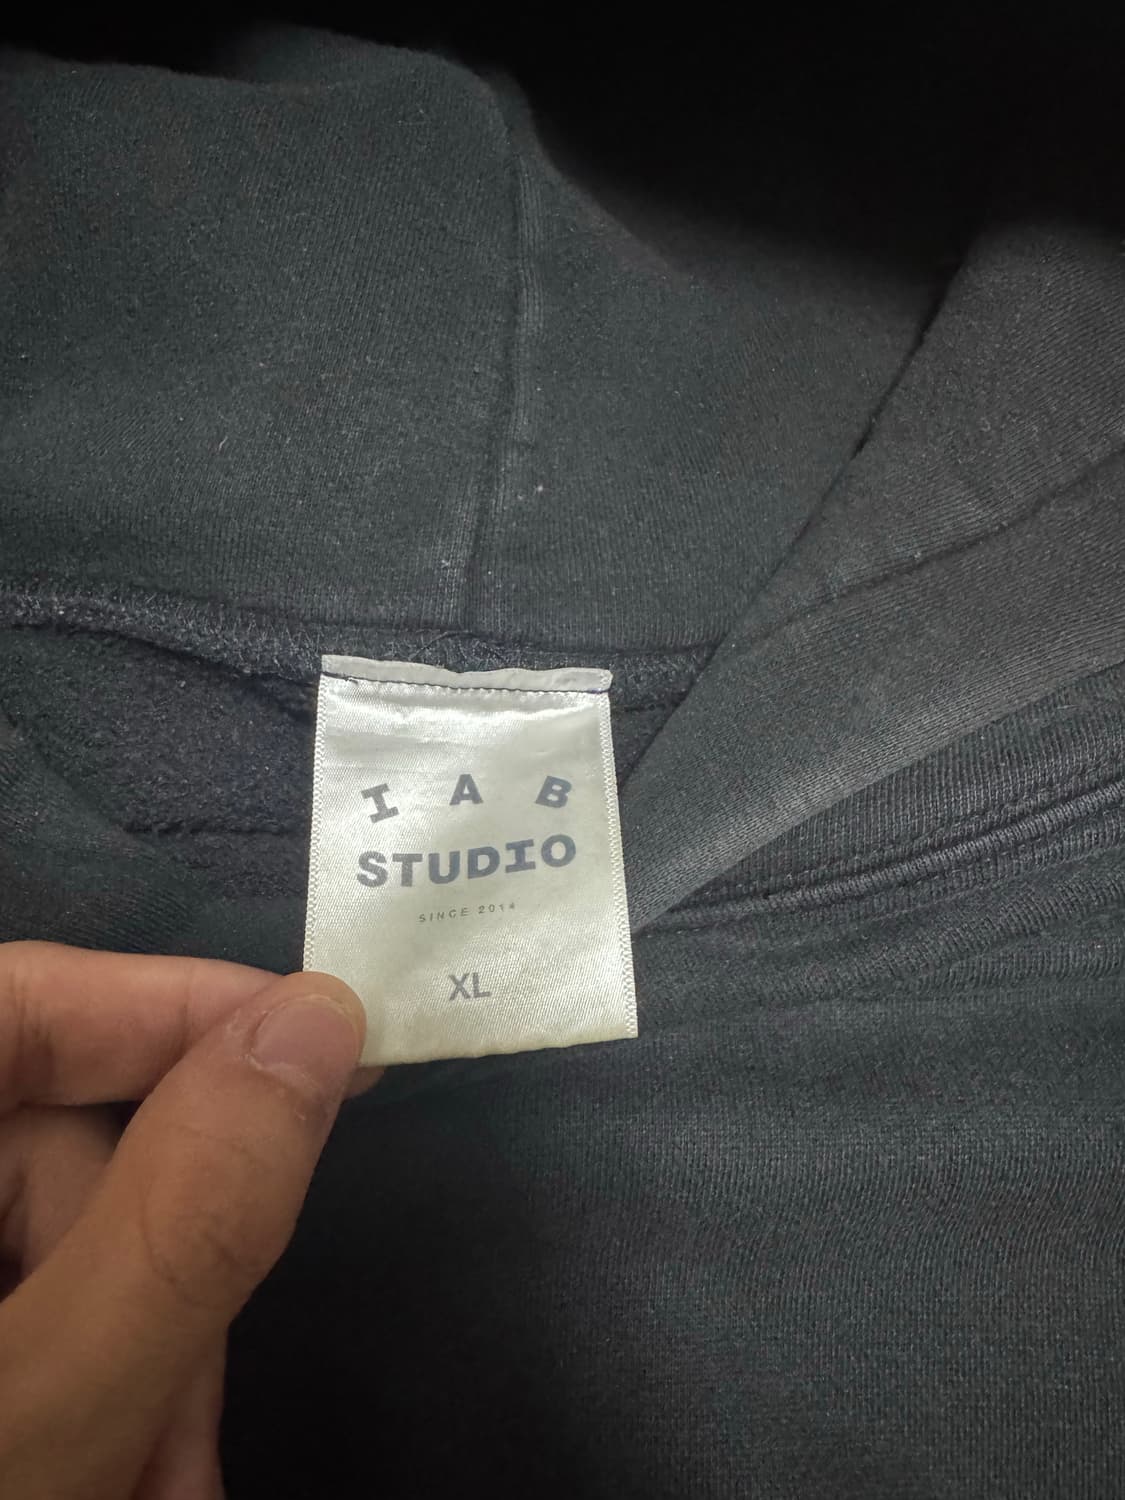 I A B
STUDIO
SINCE 2014
XL